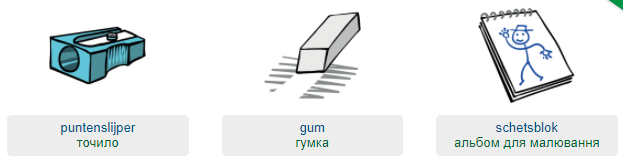 puntenslijper
точило
gum
гумка
schetsblok
альбом для малювання